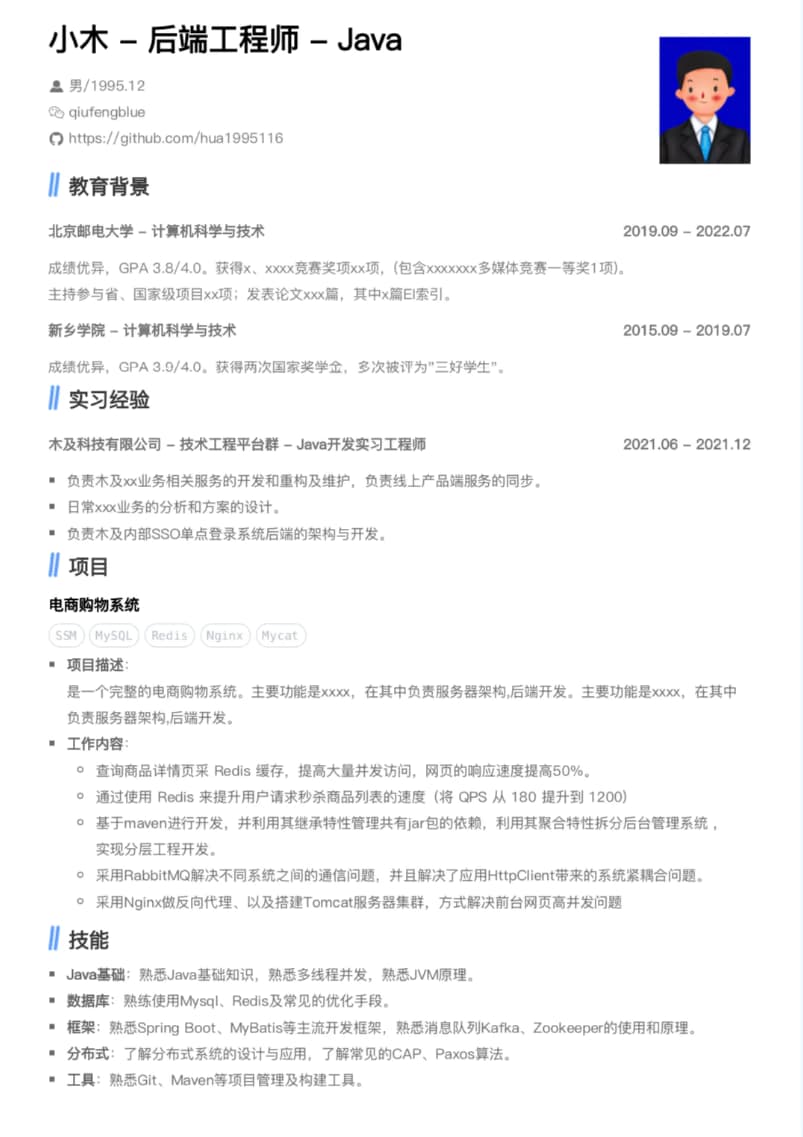 小木 – 后端工程师 – Java
男/1995.12
qiufengblue
https://github.com/hua1995116
教育背景
北京邮电大学 – 计算机科学与技术 2019.09 – 2022.07
成绩优异，GPA 3.8/4.0。获得x、xxxx竞赛奖项xx项，(包含xxxxxxx多媒体竞赛一等奖1项)。
主持参与省、国家级项目xx项；发表论文xxx篇，其中x篇EI索引。
新乡学院 – 计算机科学与技术 2015.09 – 2019.07
成绩优异，GPA 3.9/4.0。获得两次国家奖学金，多次被评为"三好学生"。
实习经验
木及科技有限公司 – 技术工程平台群 – Java开发实习工程师 2021.06 – 2021.12
▪ 负责木及xx业务相关服务的开发和重构及维护，负责线上产品端服务的同步。
▪ 日常xxx业务的分析和方案的设计。
▪ 负责木及内部SSO单点登录系统后端的架构与开发。
项目
电商购物系统
SSM MySQL Redis Nginx Mycat
▪ 项目描述:
是一个完整的电商购物系统。主要功能是xxxx，在其中负责服务器架构,后端开发。主要功能是xxxx，在其中
负责服务器架构,后端开发。
▪ 工作内容:
○ 查询商品详情页采 Redis 缓存，提高大量并发访问，网页的响应速度提高50%。
○ 通过使用 Redis 来提升用户请求秒杀商品列表的速度（将 QPS 从 180 提升到 1200）
○ 基于maven进行开发，并利用其继承特性管理共有jar包的依赖，利用其聚合特性拆分后台管理系统 ，
实现分层工程开发。
○ 采用RabbitMQ解决不同系统之间的通信问题，并且解决了应用HttpClient带来的系统紧耦合问题。
○ 采用Nginx做反向代理、以及搭建Tomcat服务器集群，方式解决前台网页高并发问题
技能
▪ Java基础：熟悉Java基础知识，熟悉多线程并发，熟悉JVM原理。
▪ 数据库：熟练使用Mysql、Redis及常见的优化手段。
▪ 框架：熟悉Spring Boot、MyBatis等主流开发框架，熟悉消息队列Kafka、Zookeeper的使用和原理。
▪ 分布式：了解分布式系统的设计与应用，了解常见的CAP、Paxos算法。
▪ 工具：熟悉Git、Maven等项目管理及构建工具。